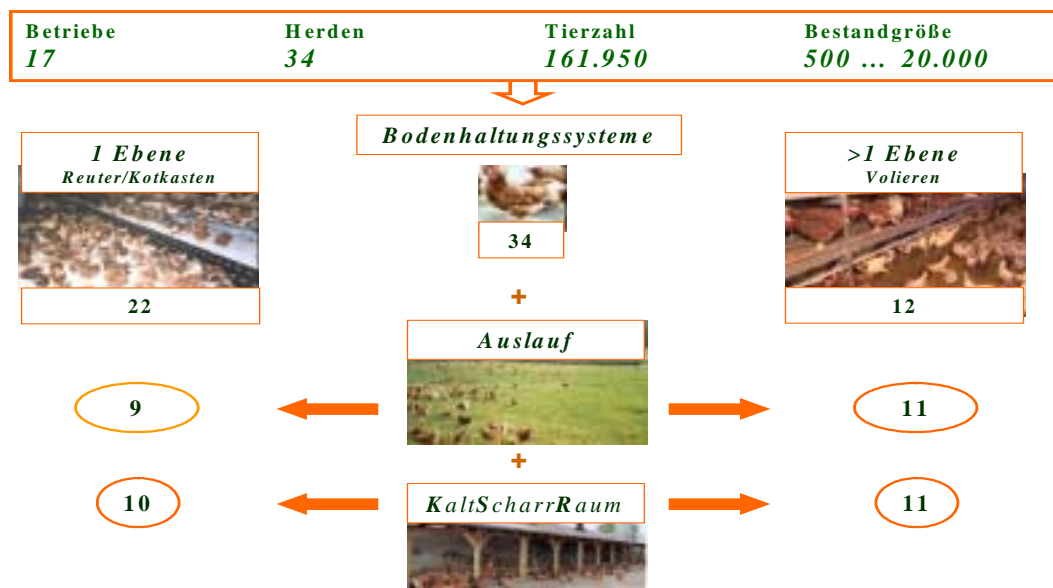 Betriebe Herden Tierzahl Bestandgröße
17 34 161.950 500 ... 20.000
Bodenhaltungssysteme
1 Ebene
Reuter/Kotkasten
>1 Ebene
Volieren
34
22
12
+
Auslauf
9
11
+
KaltScharrRaum
10
11